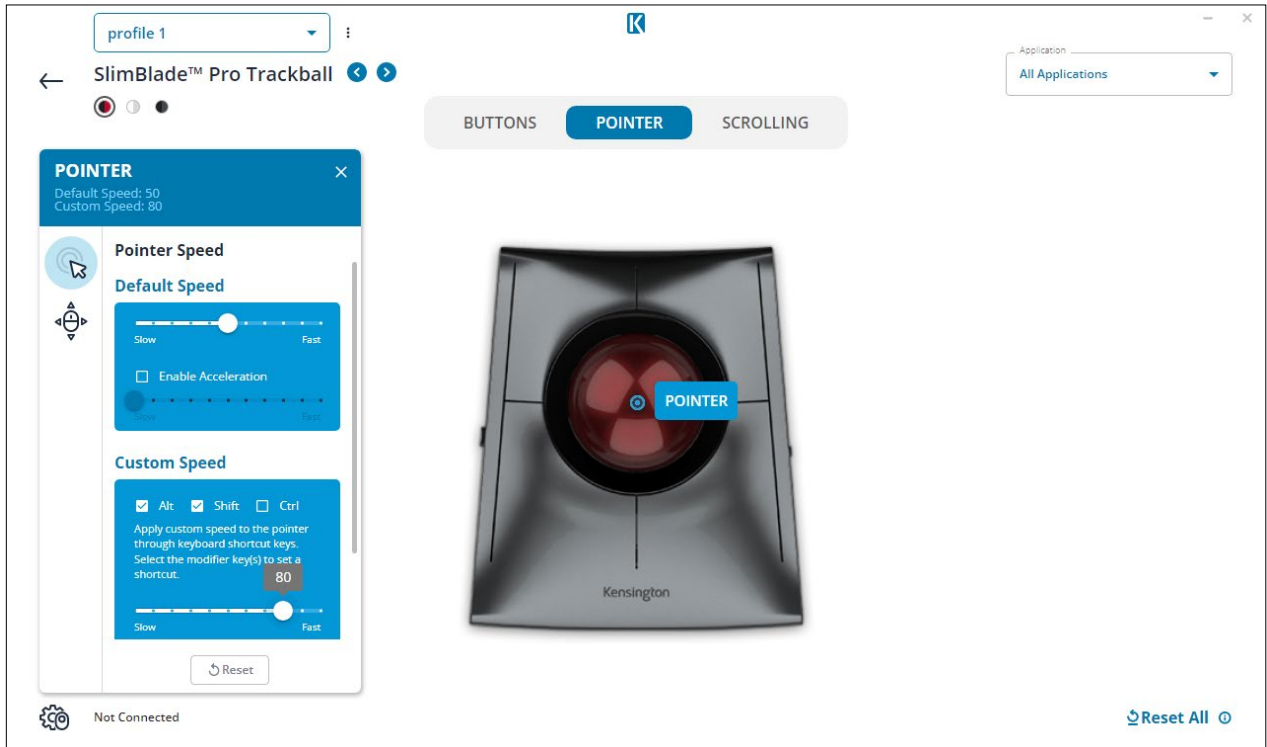 profile 1
K
Application
All Applications
SlimBlade™ Pro Trackball
BUTTONS POINTER SCROLLING
POINTER
Default Speed: 50
Custom Speed: 80
Pointer Speed
Default Speed
Slow Fast
Enable Acceleration
Slow Fast
Custom Speed
Alt Shift Ctrl
Apply custom speed to the pointer
through keyboard shortcut keys.
Select the modifier key(s) to set a
shortcut.
80
Slow Fast
Reset
POINTER
Kensington
Not Connected
Reset All